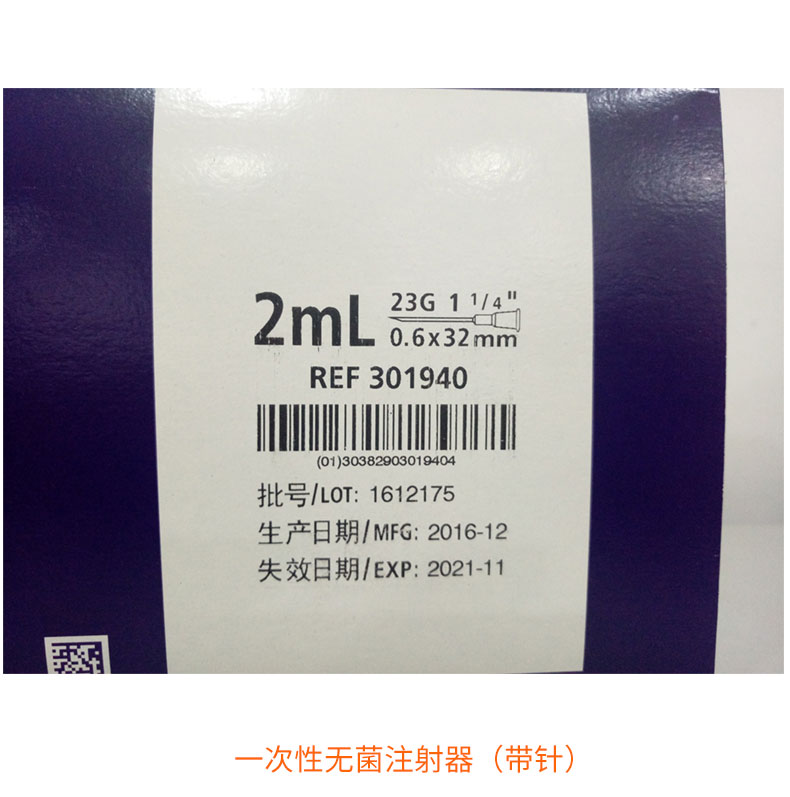 2mL 23G 1 1/4"
0.6x32mm
REF 301940
(01)30382903019404
批号/LOT: 1612175
生产日期/MFG: 2016-12
失效日期/EXP: 2021-11
一次性无菌注射器（带针）